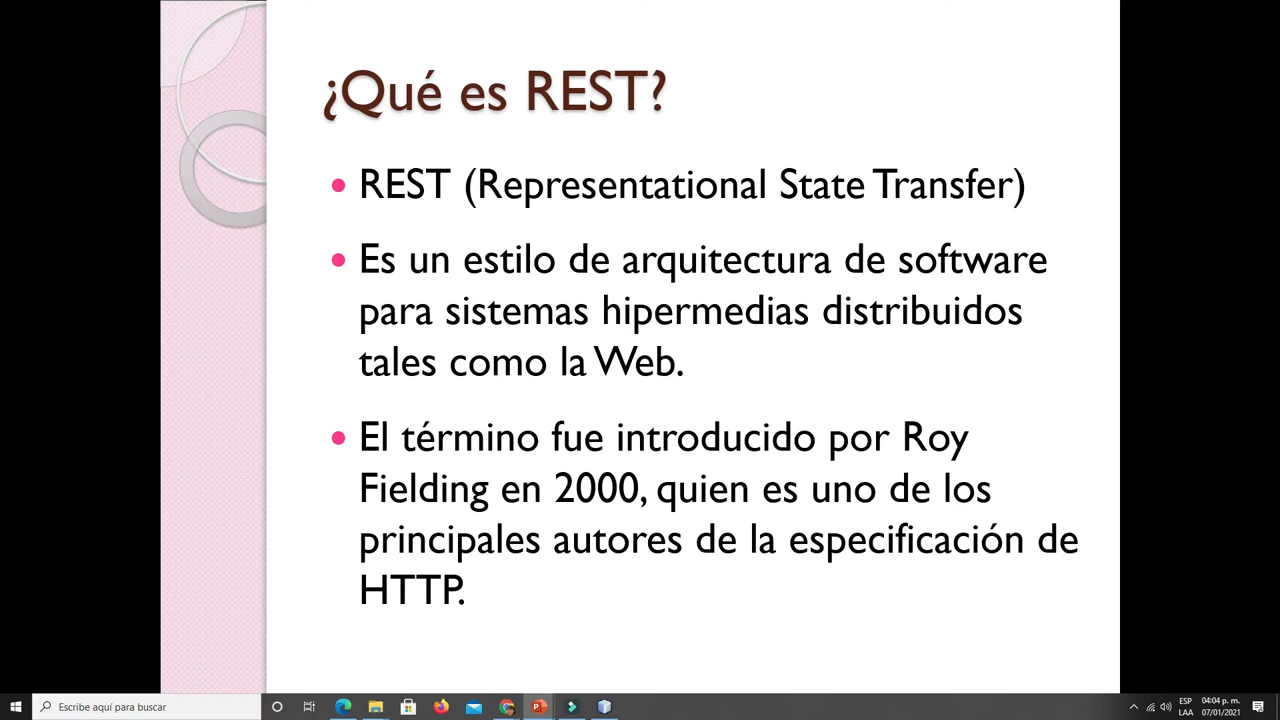 ¿Qué es REST?
• REST (Representational State Transfer)
• Es un estilo de arquitectura de software
para sistemas hipermedias distribuidos
tales como la Web.
• El término fue introducido por Roy
Fielding en 2000, quien es uno de los
principales autores de la especificación de
HTTP.
Escribe aquí para buscar
ESP
LAA
04:04 p. m.
07/01/2021